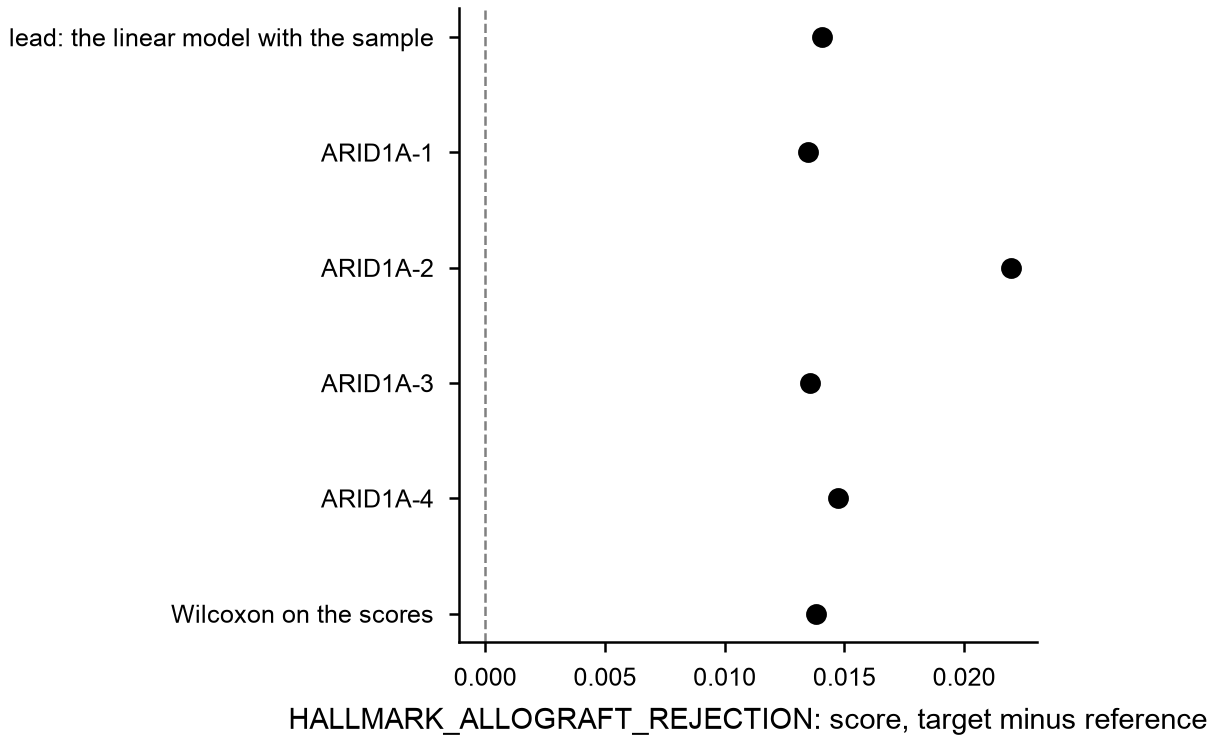 lead: the linear model with the sample
ARID1A-1
ARID1A-2
ARID1A-3
ARID1A-4
Wilcoxon on the scores
0.000 0.005 0.010 0.015 0.020
HALLMARK_ALLOGRAFT_REJECTION: score, target minus reference